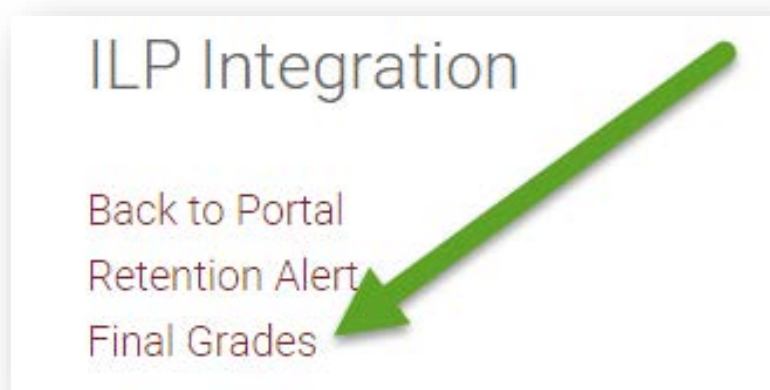 ILP Integration
Back to Portal
Retention Alert
Final Grades